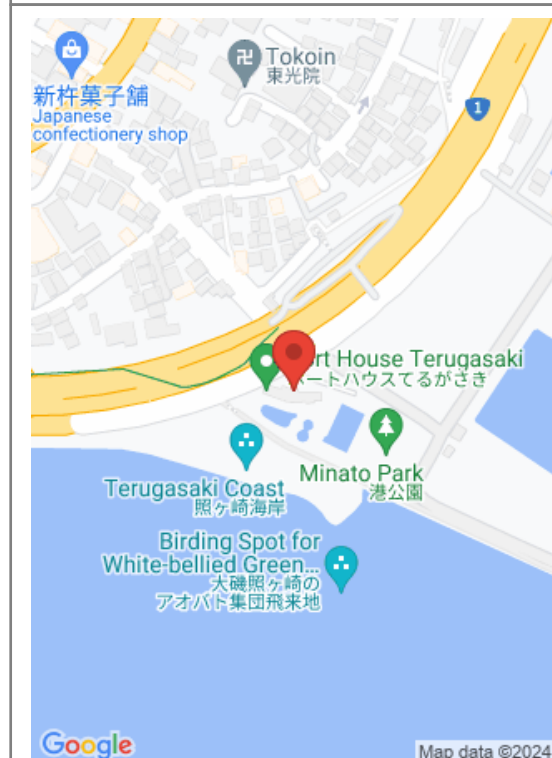 新杵菓子舗
Japanese
confectionery shop
Tokoin
東光院
1
rt House Terugasaki
ートハウスてるがさき
Minato Park
港公園
Terugasaki Coast
照ヶ崎海岸
Birding Spot for
White-bellied Green...
大磯照ヶ崎の
アオバト集団飛来地
Google
Map data ©2024